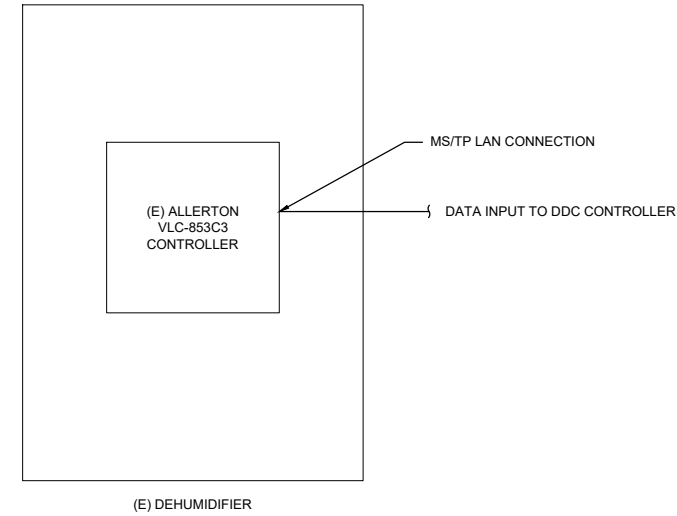 MS/TP LAN CONNECTION
(E) ALLERTON
VLC-853C3
CONTROLLER
DATA INPUT TO DDC CONTROLLER
(E) DEHUMIDIFIER